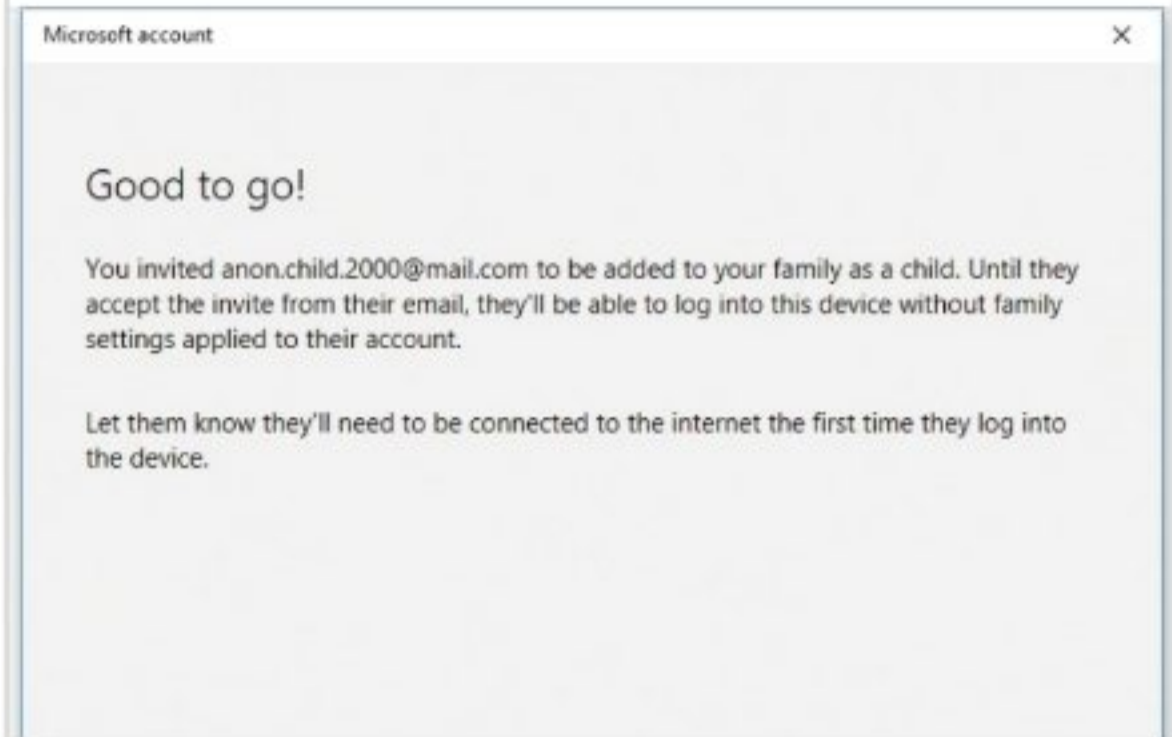 Microsoft account
Good to go!
You invited anon.child.2000@mail.com to be added to your family as a child. Until they
accept the invite from their email, they'll be able to log into this device without family
settings applied to their account.
Let them know they'll need to be connected to the internet the first time they log into
the device.